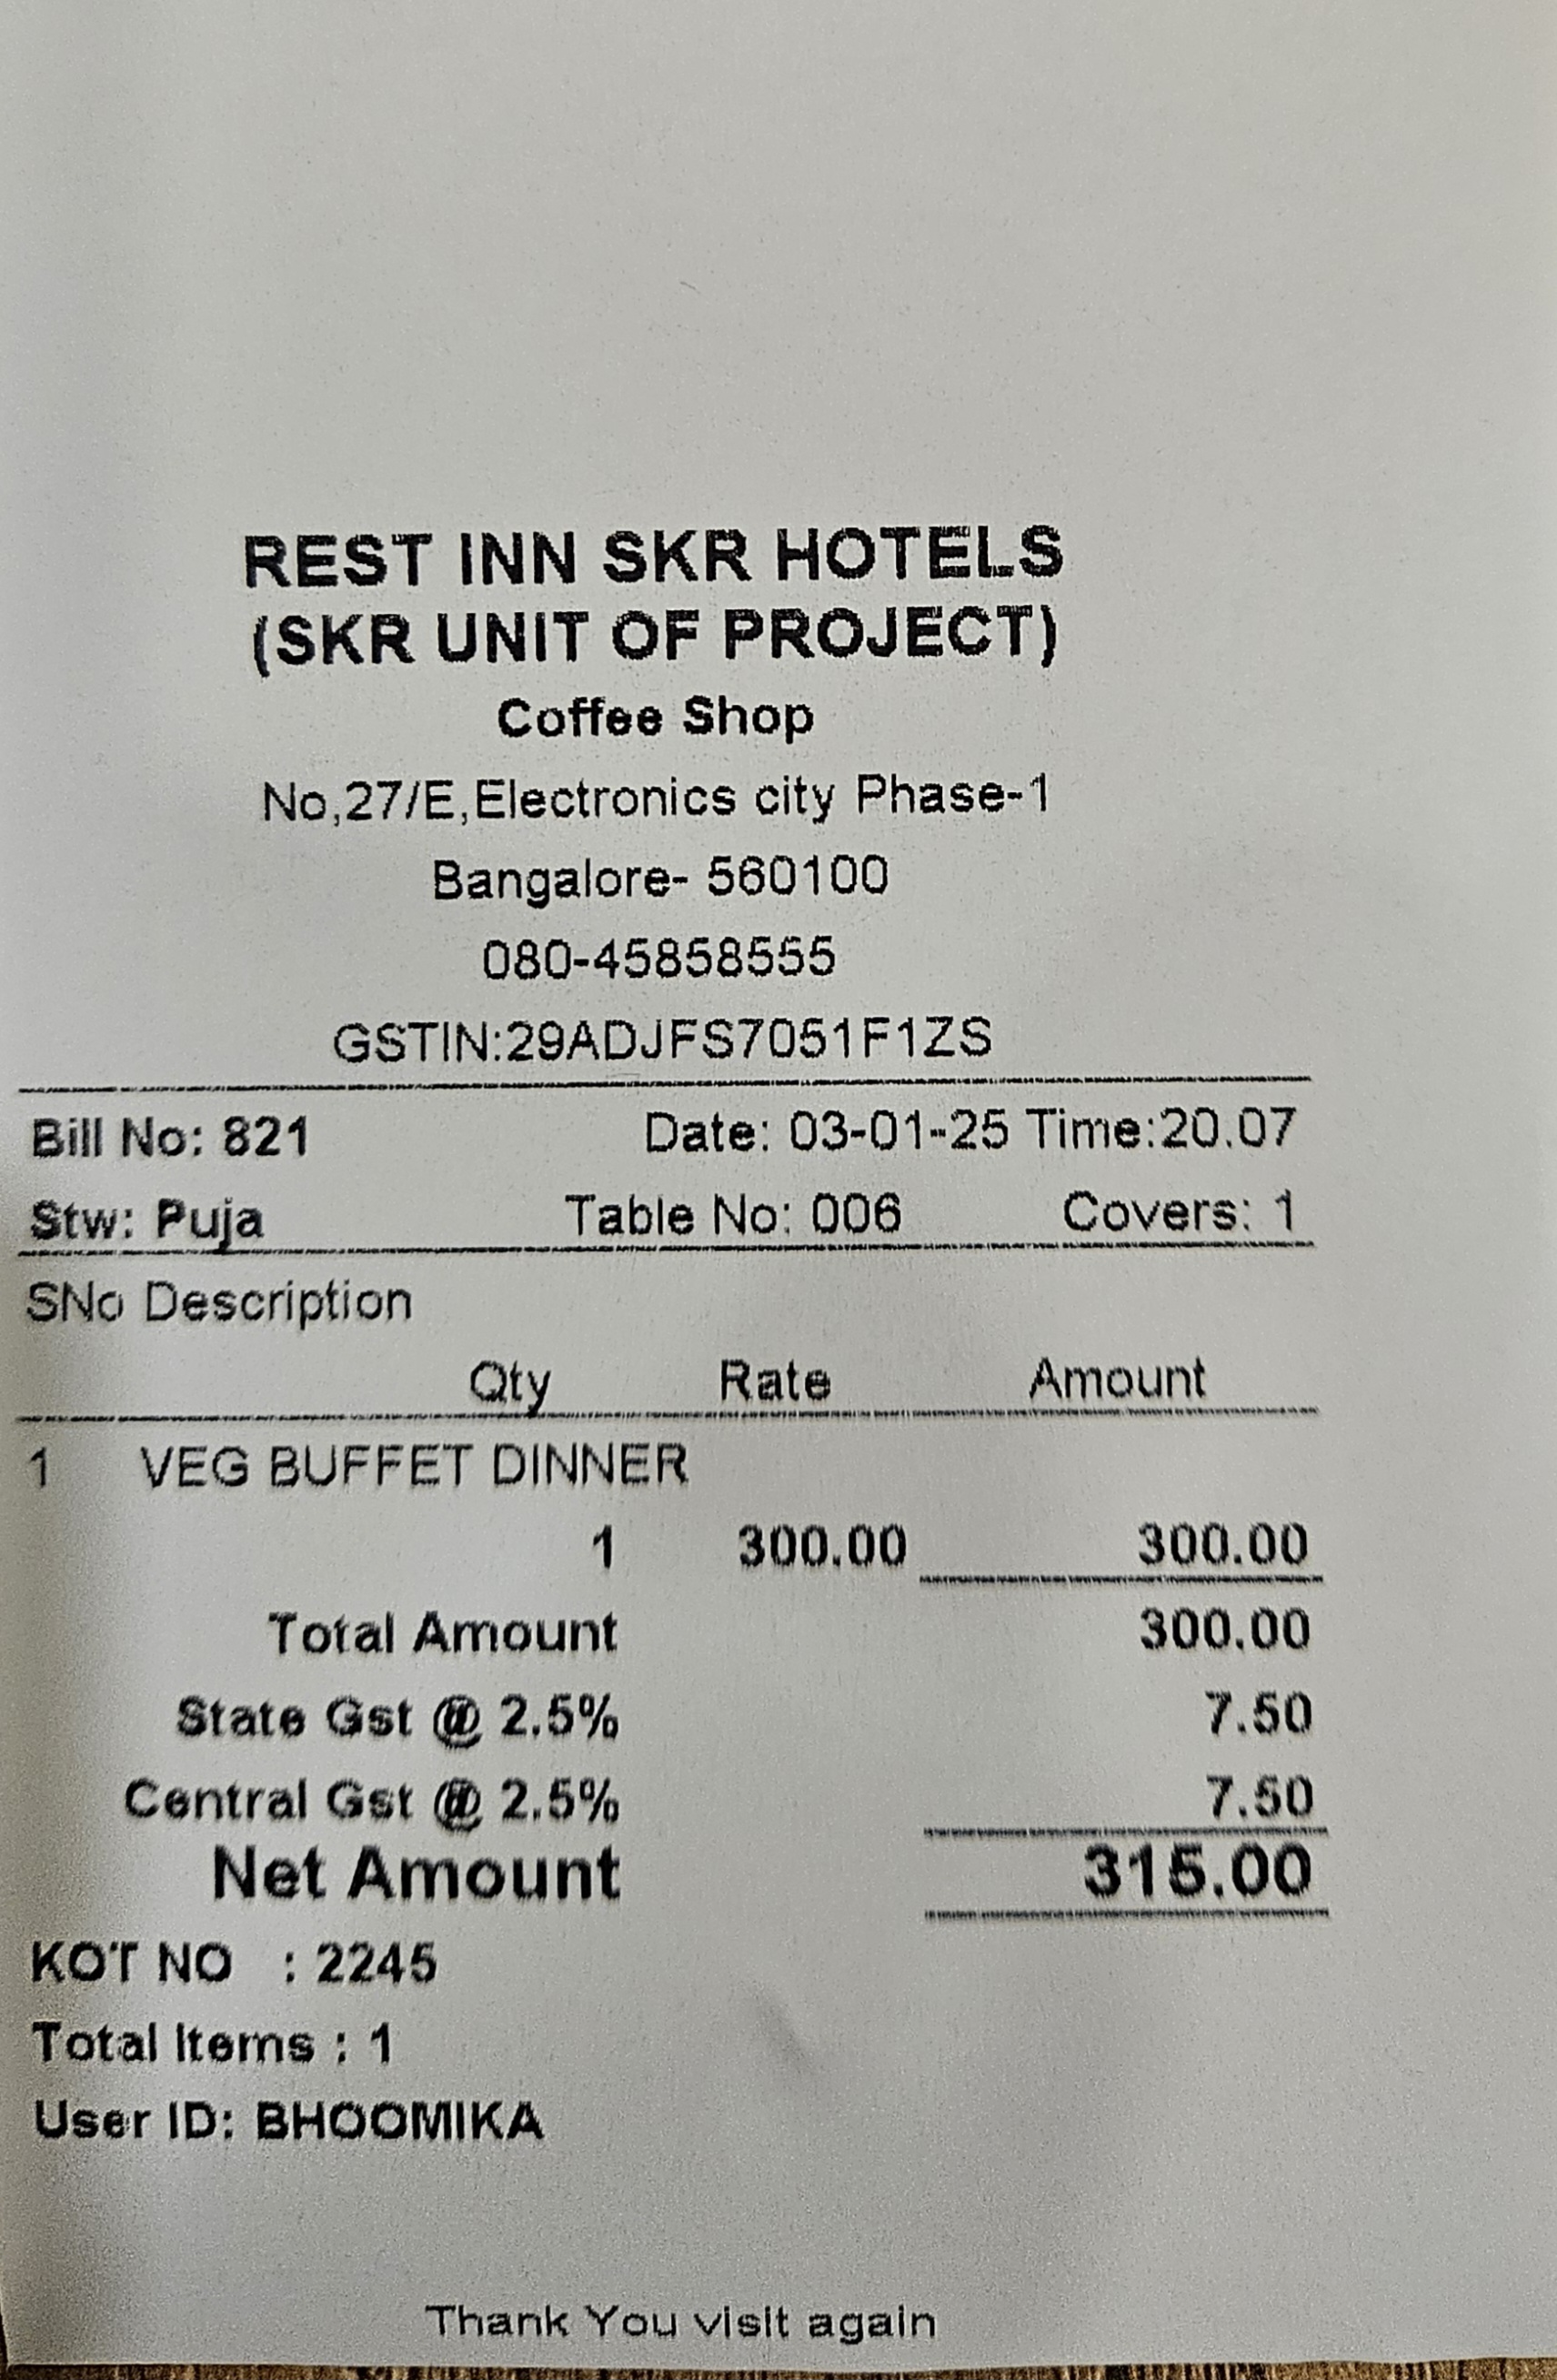 REST INN SKR HOTELS
(SKR UNIT OF PROJECT)
Coffee Shop
No,27/E,Electronics city Phase-1
Bangalore- 560100
080-45858555
GSTIN:29ADJFS7051F1ZS
Bill No: 821 Date: 03-01-25 Time:20.07
Stw: Puja Table No: 006 Covers: 1
SNo Description
Qty Rate Amount
1 VEG BUFFET DINNER
1 300.00 300.00
Total Amount 300.00
State Gst @ 2.5% 7.50
Central Gst @ 2.5% 7.50
Net Amount 315.00
KOT NO : 2245
Total Items : 1
User ID: BHOOMIKA
Thank You visit again